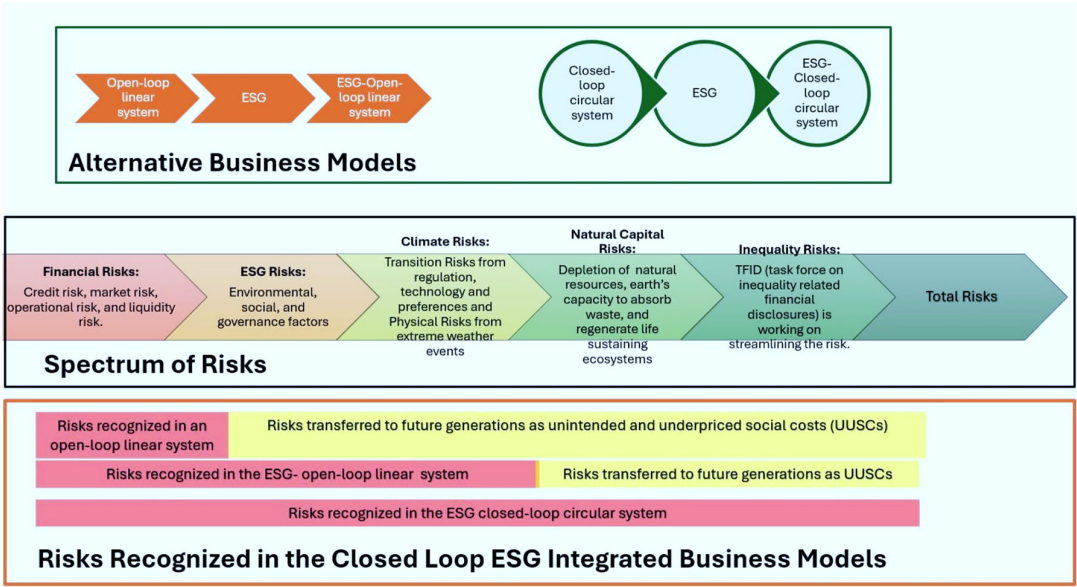 Open-loop
linear
system
ESG
ESG-Open-
loop linear
system
Closed-
loop
circular
system
ESG
ESG-
Closed-
loop
circular
system
Alternative Business Models
Financial Risks:
Credit risk, market risk,
operational risk, and liquidity
risk.
ESG Risks:
Environmental,
social, and
governance factors
Climate Risks:
Transition Risks from
regulation,
technology and
preferences and
Physical Risks from
extreme weather
events
Natural Capital
Risks:
Depletion of natural
resources, earth's
capacity to absorb
waste, and
regenerate life
sustaining
ecosystems
Inequality Risks:
TFID (task force on
inequality related
financial
disclosures) is
working on
streamlining the risk.
Total Risks
Spectrum of Risks
Risks recognized in an
open-loop linear system
Risks transferred to future generations as unintended and underpriced social costs (UUSCs)
Risks recognized in the ESG- open-loop linear system
Risks transferred to future generations as UUSCs
Risks recognized in the ESG closed-loop circular system
Risks Recognized in the Closed Loop ESG Integrated Business Models